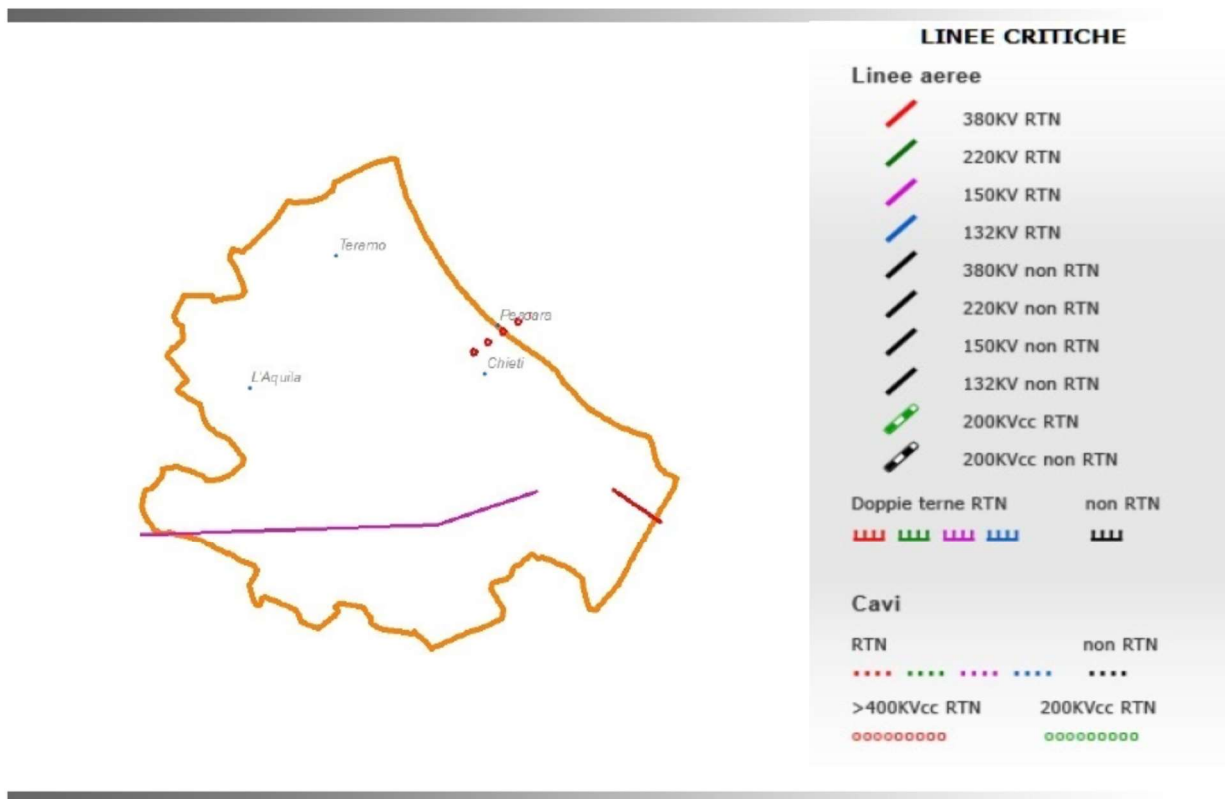 LINEE CRITICHE
Linee aeree
380KV RTN
220KV RTN
150KV RTN
132KV RTN
380KV non RTN
220KV non RTN
150KV non RTN
132KV non RTN
200KVcc RTN
200KVcc non RTN
Doppie terne RTN non RTN
Cavi
RTN non RTN
>400KVcc RTN 200KVcc RTN
Teramo
Pescara
Chieti
L'Aquila